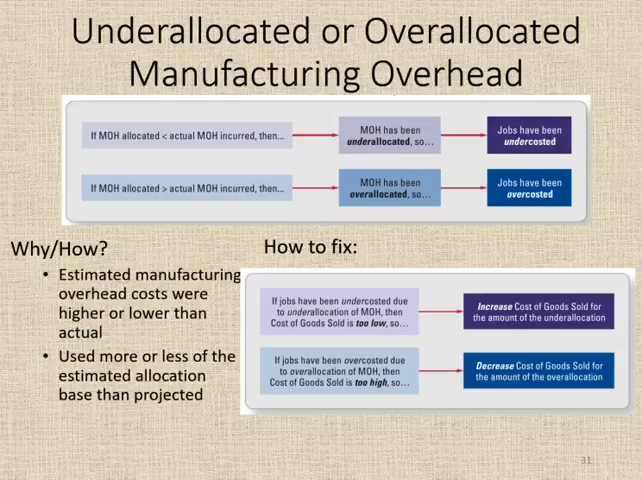 Underallocated or Overallocated
Manufacturing Overhead
If MOH allocated < actual MOH incurred, then...
MOH has been
underallocated, so...
Jobs have been
undercosted
If MOH allocated > actual MOH incurred, then...
MOH has been
overallocated, so...
Jobs have been
overcosted
Why/How?
• Estimated manufacturing
overhead costs were
higher or lower than
actual
• Used more or less of the
estimated allocation
base than projected
How to fix:
If jobs have been undercosted due
to underallocation of MOH, then
Cost of Goods Sold is too low, so...
Increase Cost of Goods Sold for
the amount of the underallocation
If jobs have been overcosted due
to overallocation of MOH, then
Cost of Goods Sold is too high, so...
Decrease Cost of Goods Sold for
the amount of the overallocation
31